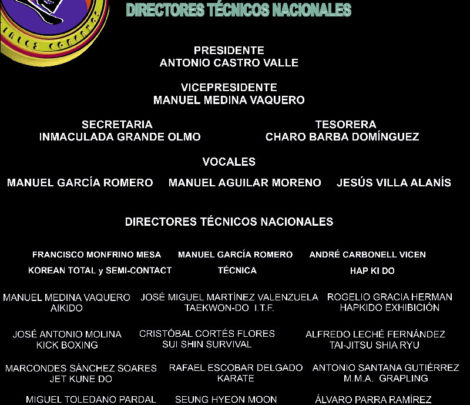 DIRECTORES TÉCNICOS NACIONALES
PRESIDENTE
ANTONIO CASTRO VALLE
VICEPRESIDENTE
MANUEL MEDINA VAQUERO
SECRETARIA TESORERA
INMACULADA GRANDE OLMO CHARO BARBA DOMÍNGUEZ
VOCALES
MANUEL GARCÍA ROMERO MANUEL AGUILAR MORENO JESÚS VILLA ALANÍS
DIRECTORES TÉCNICOS NACIONALES
FRANCISCO MONFRINO MESA MANUEL GARCÍA ROMERO ANDRÉ CARBONELL VICEN
KOREAN TOTAL y SEMI-CONTACT TÉCNICA HAP KI DO
MANUEL MEDINA VAQUERO JOSÉ MIGUEL MARTÍNEZ VALENZUELA ROGELIO GRACIA HERMAN
AIKIDO TAEKWON-DO I.T.F. HAPKIDO EXHIBICIÓN
JOSÉ ANTONIO MOLINA CRISTÓBAL CORTÉS FLORES ALFREDO LECHÉ FERNÁNDEZ
KICK BOXING SUI SHIN SURVIVAL TAI-JITSU SHIA RYU
MARCONDES SÁNCHEZ SOARES RAFAEL ESCOBAR DELGADO ANTONIO SANTANA GUTIÉRREZ
JET KUNE DO KARATE M.M.A. GRAPLING
MIGUEL TOLEDANO PARDAL SEUNG HYEON MOON ÁLVARO PARRA RAMÍREZ